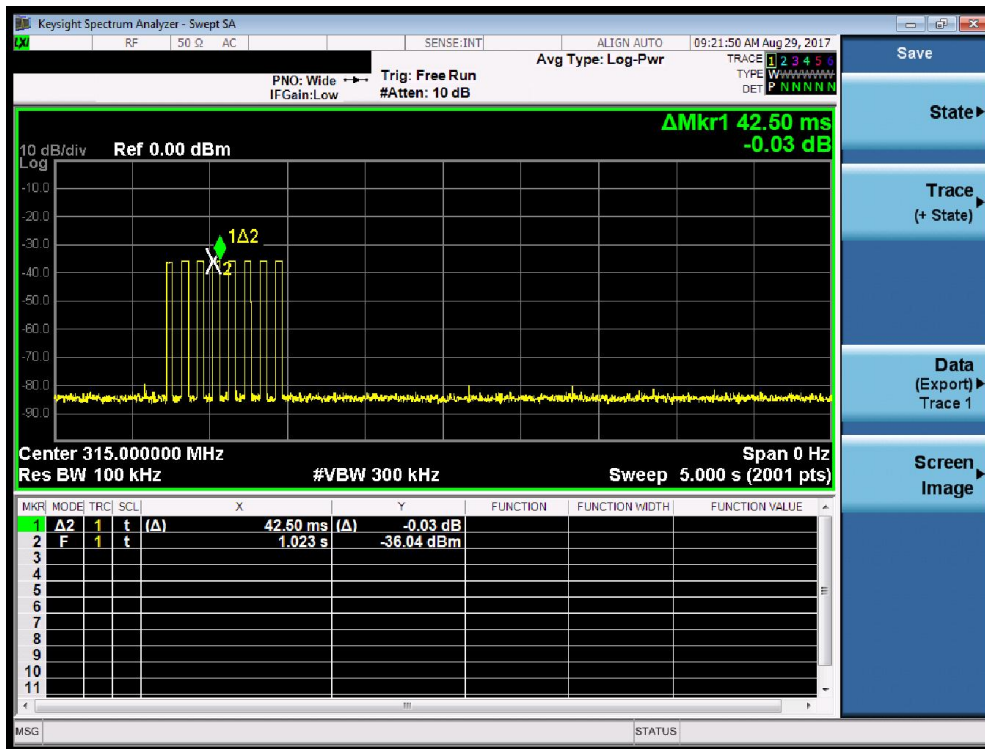 Keysight Spectrum Analyzer - Swept SA
LXI RF 50 Ω AC SENSE:INT ALIGN AUTO 09:21:50 AM Aug 29, 2017
Save
Avg Type: Log-Pwr TRACE 1 2 3 4 5 6
PNO: Wide Trig: Free Run TYPE W
IFGain:Low #Atten: 10 dB DET P N N N N N
State
ΔMkr1 42.50 ms
-0.03 dB
10 dB/div Ref 0.00 dBm
Log
-10.0
-20.0
-30.0
-40.0
-50.0
-60.0
-70.0
-80.0
-90.0
1Δ2
X2
Trace
(+ State)
Data
(Export)
Trace 1
Screen
Image
Center 315.000000 MHz Span 0 Hz
Res BW 100 kHz #VBW 300 kHz Sweep 5.000 s (2001 pts)
MKR MODE TRC SCL X Y FUNCTION FUNCTION WIDTH FUNCTION VALUE
1 Δ2 1 t (Δ) 42.50 ms (Δ) -0.03 dB
2 F 1 t 1.023 s -36.04 dBm
3
4
5
6
7
8
9
10
11
MSG STATUS